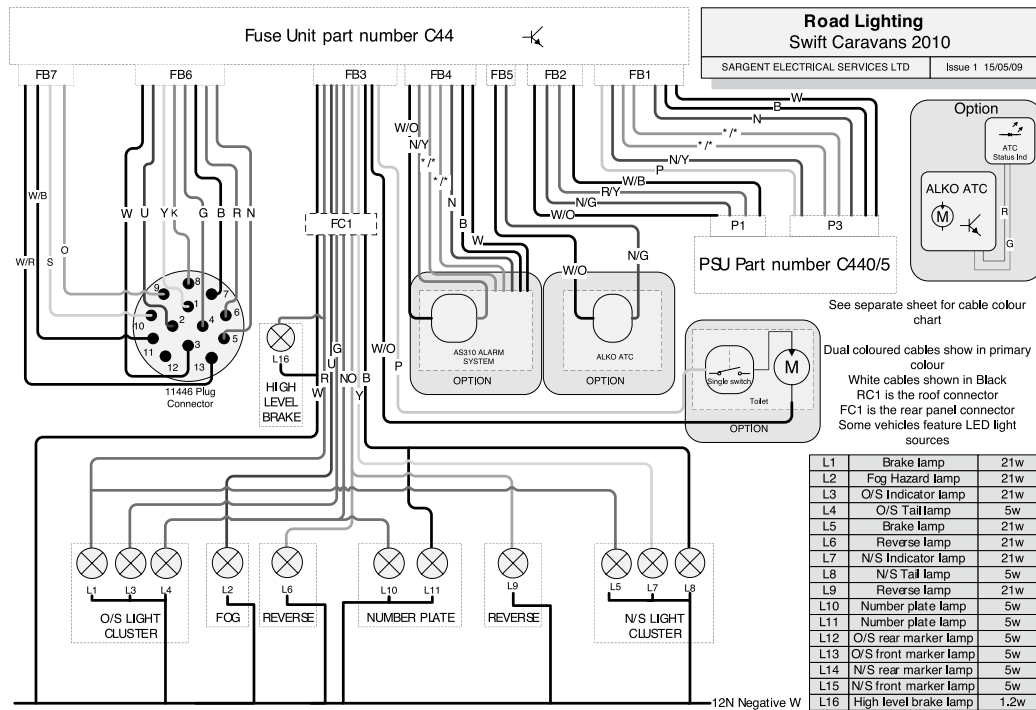 Fuse Unit part number C44
Road Lighting
Swift Caravans 2010
SARGENT ELECTRICAL SERVICES LTD
Issue 1 15/05/09
FB7
FB6
FB3
FB4
FB5
FB2
FB1
W
B
N
* /*
* /*
N/Y
P
W/B
R/Y
N/G
W/O
P1
P3
PSU Part number C440/5
Option
ATC
Status Ind
ALKO ATC
M
R
G
W/O
N/Y
* /*
* /*
N
B
W
W/B
W/R
S
O
W
U
Y
K
G
B
R
N
FC1
W/O
N/G
9
8
7
1
10
2
4
6
3
5
11
12
13
11446 Plug
Connector
L16
HIGH
LEVEL
BRAKE
G
U
R
W
N
O
Y
B
W/O
P
AS310 ALARM
SYSTEM
OPTION
ALKO ATC
OPTION
Single switch
M
Toilet
OPTION
See separate sheet for cable colour
chart
Dual coloured cables show in primary
colour
White cables shown in Black
RC1 is the roof connector
FC1 is the rear panel connector
Some vehicles feature LED light
sources
L1 Brake lamp 21w
L2 Fog Hazard lamp 21w
L3 O/S Indicator lamp 21w
L4 O/S Tail lamp 5w
L5 Brake lamp 21w
L6 Reverse lamp 21w
L7 N/S Indicator lamp 21w
L8 N/S Tail lamp 5w
L9 Reverse lamp 21w
L10 Number plate lamp 5w
L11 Number plate lamp 5w
L12 O/S rear marker lamp 5w
L13 O/S front marker lamp 5w
L14 N/S rear marker lamp 5w
L15 N/S front marker lamp 5w
L16 High level brake lamp 1.2w
L1 L3 L4
O/S LIGHT
CLUSTER
L2
FOG
L6
REVERSE
L10 L11
NUMBER PLATE
L9
REVERSE
L5 L7 L8
N/S LIGHT
CLUSTER
12N Negative W